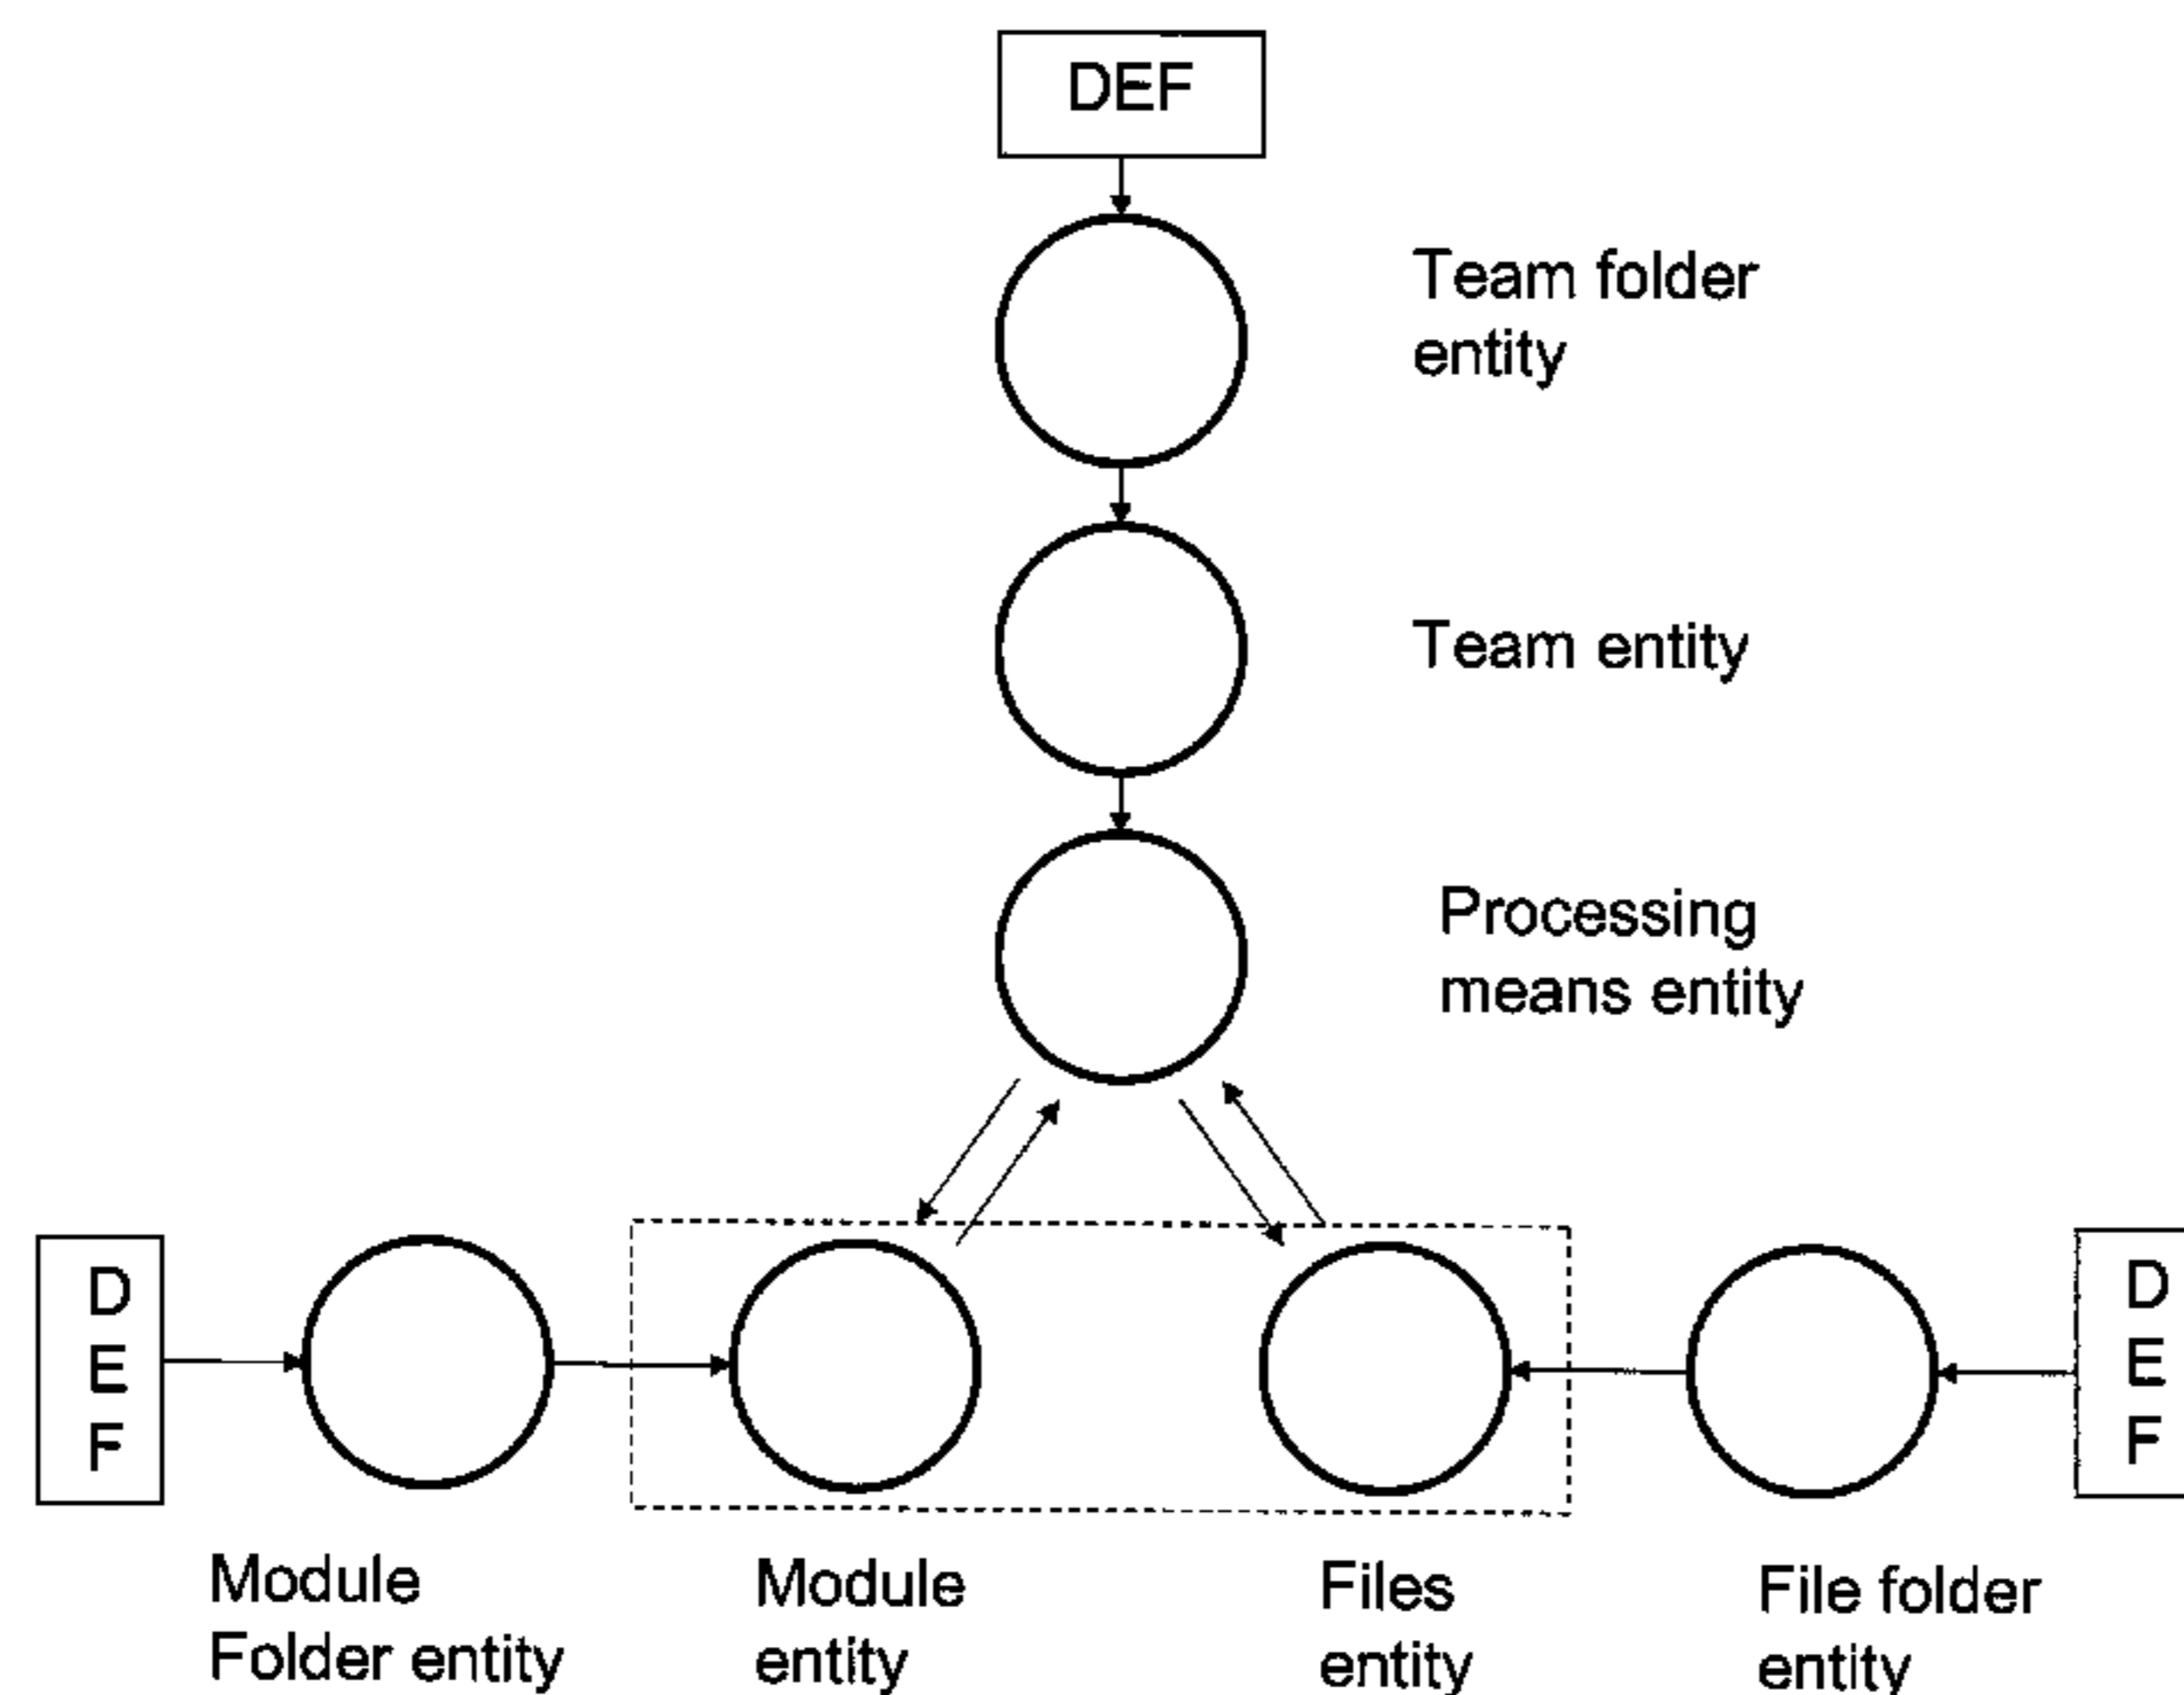 DEF
Team folder
entity
Team entity
Processing
means entity
D
E
F
D
E
F
Module
Folder entity
Module
entity
Files
entity
File folder
entity